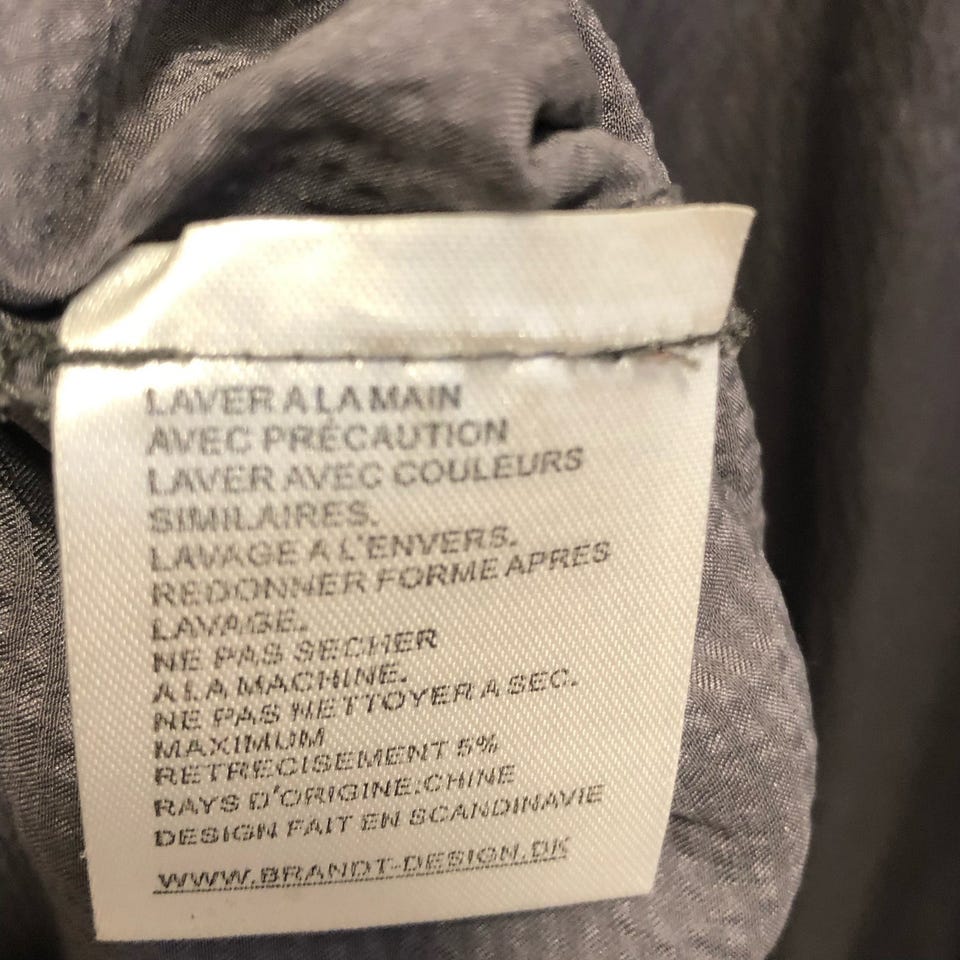 LAVER A LA MAIN
AVEC PRÉCAUTION
LAVER AVEC COULEURS
SIMILAIRES.
LAVAGE A L'ENVERS.
REDONNER FORME APRES
LAVAGE.
NE PAS SECHER
A LA MACHINE.
NE PAS NETTOYER A SEC.
MAXIMUM
RETRECISEMENT 5%
RAYS D'ORIGINE:CHINE
DESIGN FAIT EN SCANDINAVIE
WWW.BRANDT-DESIGN.DK